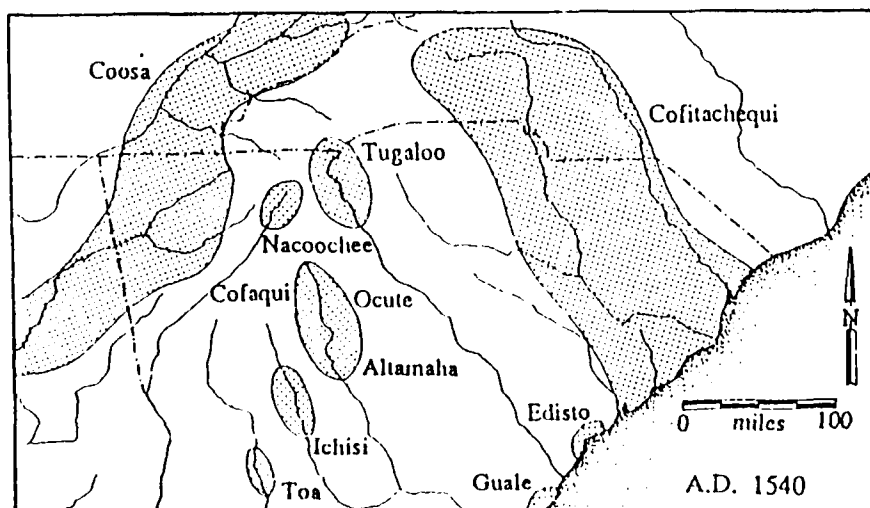 Coosa
Cofitachequi
Tugaloo
Nacoochee
Cofaqui
Ocute
Altamaha
N
Edisto
0 miles 100
Ichisi
Toa
Guale
A.D. 1540